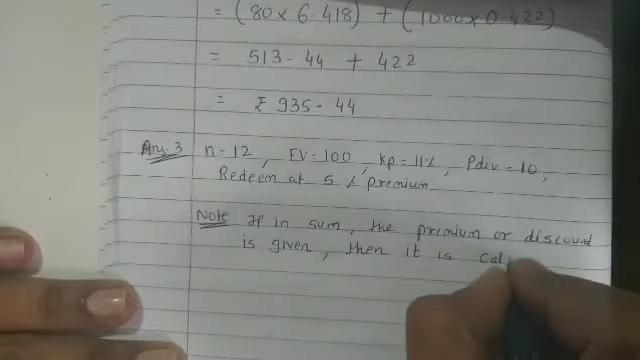 = (80 x 6.418) + (1000 x 0.422)
= 513-44 + 422
= ₹ 935-44
Ans.3 n-12, FV=100, Kp=11%, Pdiv=10,
Redeem at 5% premium
Note If in sum, the premium or discount
is given, then it is cal